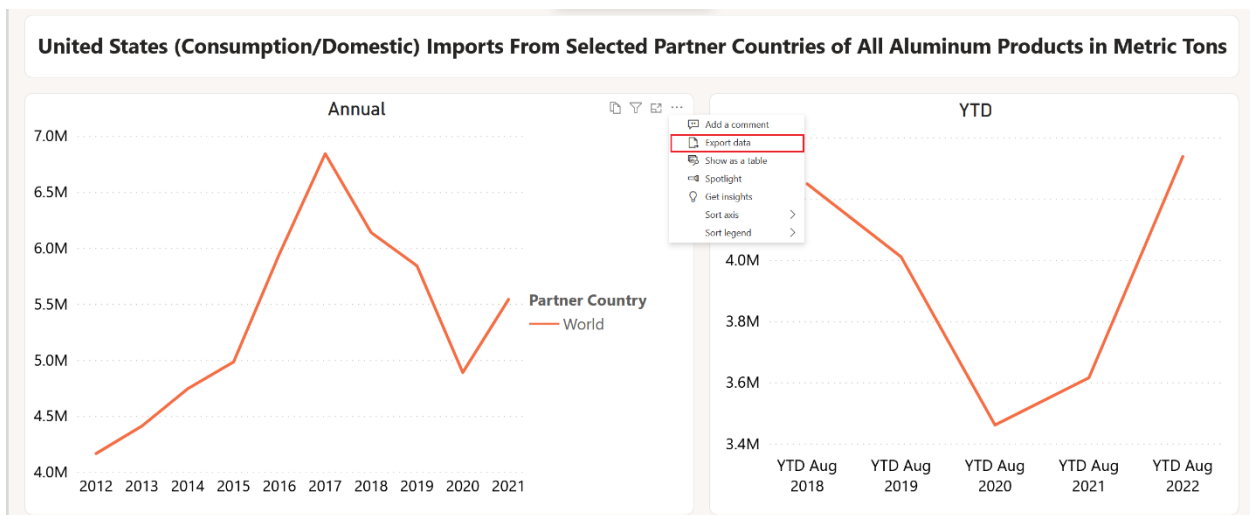 United States (Consumption/Domestic) Imports From Selected Partner Countries of All Aluminum Products in Metric Tons
Annual
7.0M
6.5M
6.0M
5.5M
5.0M
4.5M
4.0M
2012 2013 2014 2015 2016 2017 2018 2019 2020 2021
Partner Country
World
Add a comment
Export data
Show as a table
Spotlight
Get insights
Sort axis
Sort legend
YTD
4.0M
3.8M
3.6M
3.4M
YTD Aug YTD Aug YTD Aug YTD Aug YTD Aug
2018 2019 2020 2021 2022